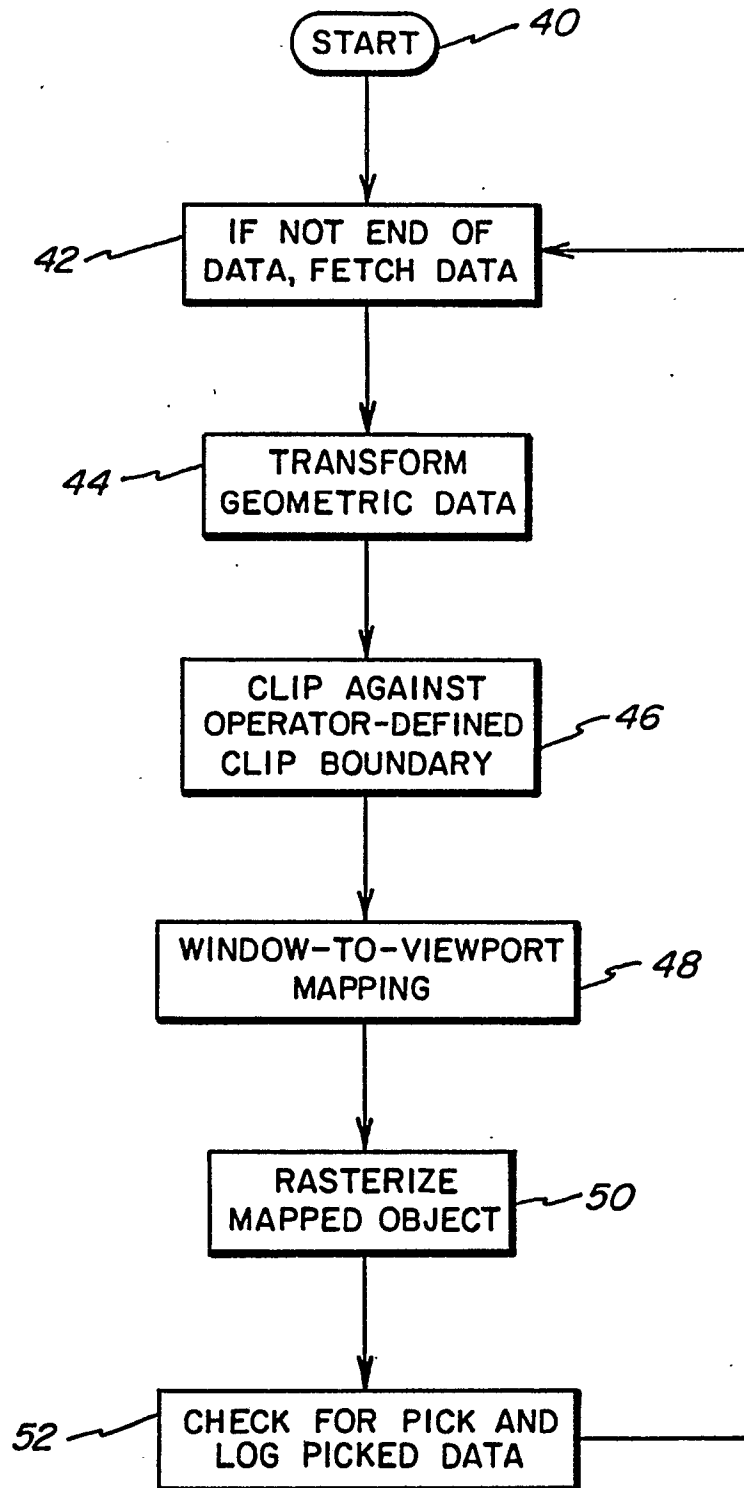 START
40
IF NOT END OF
DATA, FETCH DATA
42
TRANSFORM
GEOMETRIC DATA
44
CLIP AGAINST
OPERATOR-DEFINED
CLIP BOUNDARY
46
WINDOW-TO-VIEWPORT
MAPPING
48
RASTERIZE
MAPPED OBJECT
50
CHECK FOR PICK AND
LOG PICKED DATA
52